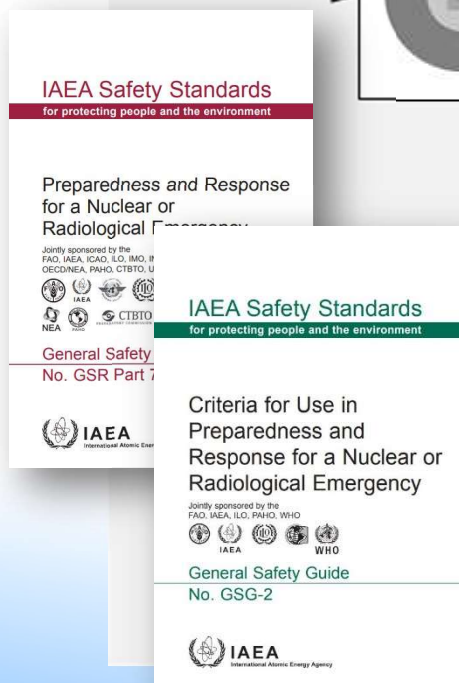 IAEA Safety Standards
for protecting people and the environment
Preparedness and Response
for a Nuclear or
Radiological Emergency
Jointly sponsored by the
FAO, IAEA, ICAO, ILO, IMO,
OECD/NEA, PAHO, CTBTO,
IAEA
NEA
PAHO
CTBTO
General Safety
No. GSR Part 7
IAEA
International Atomic
IAEA Safety Standards
for protecting people and the environment
Criteria for Use in
Preparedness and
Response for a Nuclear or
Radiological Emergency
Jointly sponsored by the
FAO, IAEA, ILO, PAHO, WHO
IAEA
WHO
General Safety Guide
No. GSG-2
IAEA
International Atomic Energy Agency